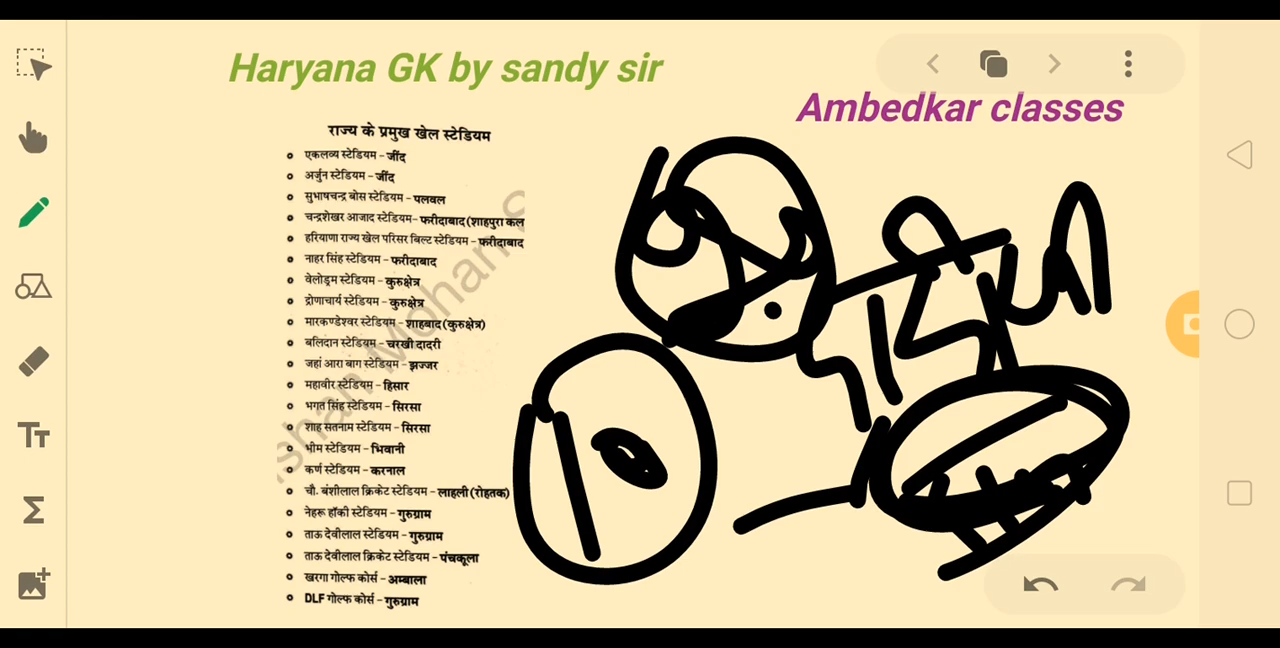 Haryana GK by sandy sir
Ambedkar classes
राज्य के प्रमुख खेल स्टेडियम
एकलव्य स्टेडियम – जींद
अर्जुन स्टेडियम – जींद
सुभाषचन्द्र बोस स्टेडियम – पलवल
चन्द्रशेखर आजाद स्टेडियम– फरीदाबाद (शाहपुरा कल
हरियाणा राज्य खेल परिसर बिल्ट स्टेडियम – फरीदाबाद
नाहर सिंह स्टेडियम – फरीदाबाद
वेलोड्रम स्टेडियम – कुरुक्षेत्र
द्रोणाचार्य स्टेडियम – कुरुक्षेत्र
मारकण्डेश्वर स्टेडियम – शाहबाद (कुरुक्षेत्र)
बलिदान स्टेडियम – चरखी दादरी
जहां आरा बाग स्टेडियम – झज्जर
महावीर स्टेडियम – हिसार
भगत सिंह स्टेडियम – सिरसा
शाह सतनाम स्टेडियम – सिरसा
भीम स्टेडियम – भिवानी
कर्ण स्टेडियम – करनाल
चौ. बंशीलाल क्रिकेट स्टेडियम – लाहली (रोहतक)
नेहरू हॉकी स्टेडियम – गुरुग्राम
ताऊ देवीलाल स्टेडियम – गुरुग्राम
ताऊ देवीलाल क्रिकेट स्टेडियम – पंचकूला
खरगा गोल्फ कोर्स – अम्बाला
DLF गोल्फ कोर्स – गुरुग्राम